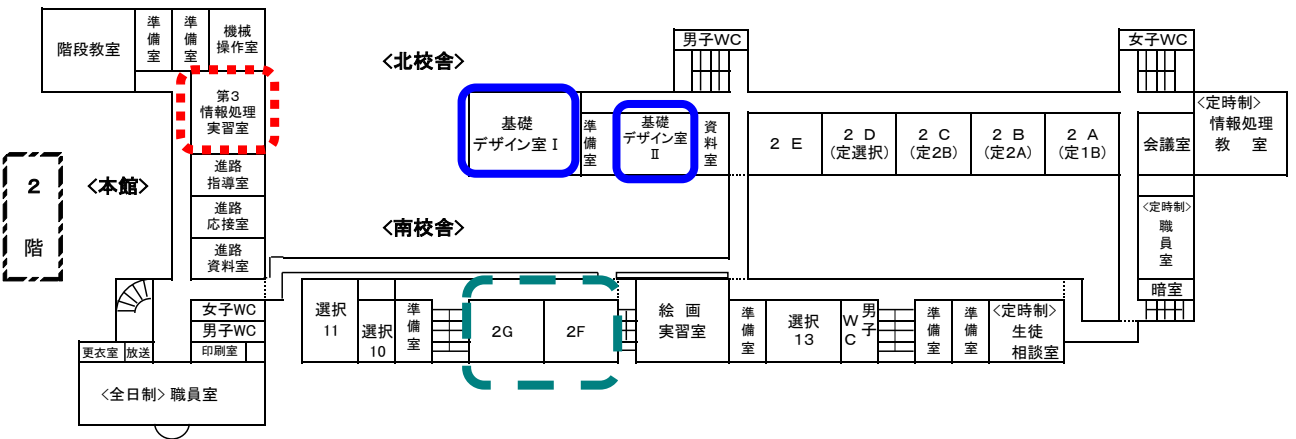 階段教室
準備室
準備室
機械
操作室
第3
情報処理
実習室
進路
指導室
進路
応接室
進路
資料室
2
階
<本館>
女子WC
男子WC
印刷室
更衣室
放送
<全日制>職員室
<北校舎>
男子WC
女子WC
基礎
デザイン室Ⅰ
準備室
基礎
デザイン室
Ⅱ
資料室
2 E
2 D
(定選択)
2 C
(定2B)
2 B
(定2A)
2 A
(定1B)
会議室
<定時制>
情報処理
教 室
<定時制>
職員室
暗室
<南校舎>
選択
11
選択
10
準備室
2G
2F
絵 画
実習室
準備室
選択
13
男子
WC
準備室
準備室
<定時制>
生徒
相談室